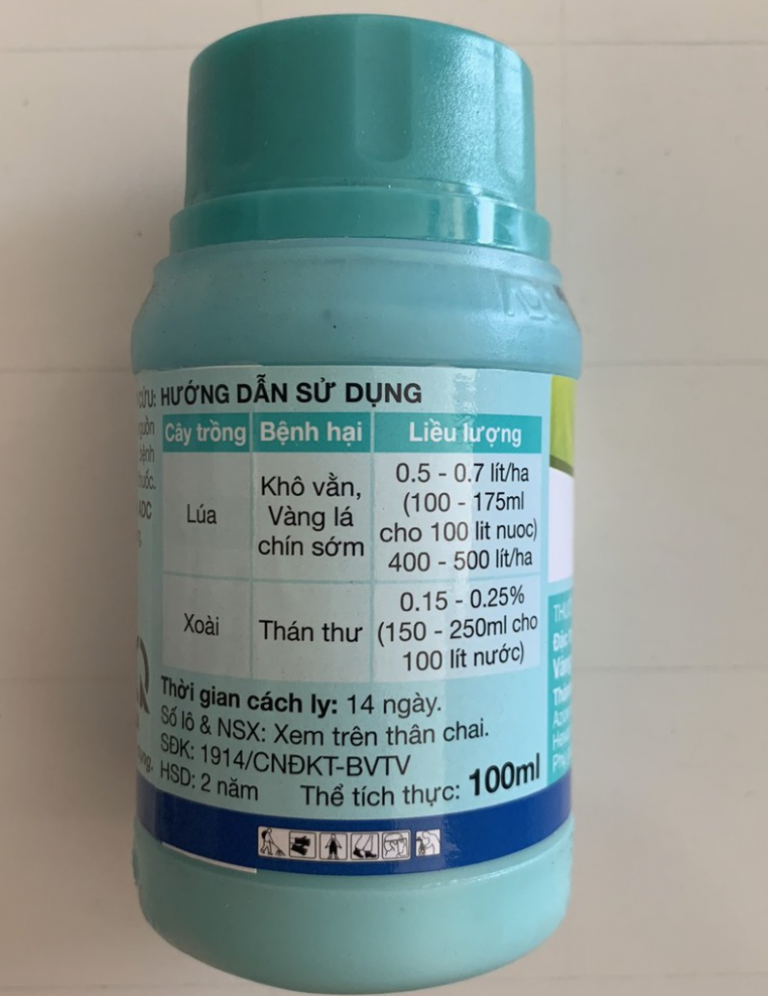 HƯỚNG DẪN SỬ DỤNG
Cây trồng Bệnh hại Liều lượng
Lúa
Khô vằn,
Vàng lá
chín sớm
0.5 - 0.7 lít/ha
(100 - 175ml
cho 100 lit nuoc)
400 - 500 lít/ha
Xoài
Thán thư
0.15 - 0.25%
(150 - 250ml cho
100 lít nước)
Thời gian cách ly: 14 ngày.
Số lô & NSX: Xem trên thân chai.
SĐK: 1914/CNĐKT-BVTV
HSD: 2 năm Thể tích thực: 100ml